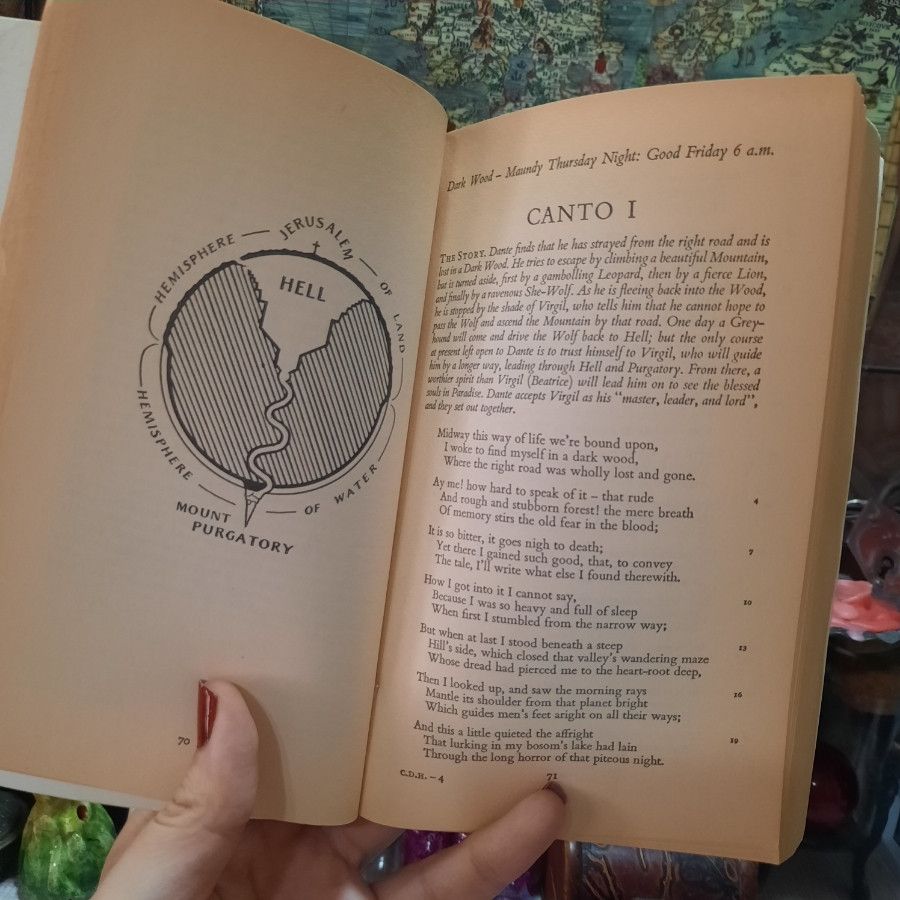 HEMISPHERE — JERUSALEM — OF LAND
HELL
HEMISPHERE — OF WATER
MOUNT
PURGATORY
70
Dark Wood – Maundy Thursday Night: Good Friday 6 a.m.
CANTO I
THE STORY. Dante finds that he has strayed from the right road and is
lost in a Dark Wood. He tries to escape by climbing a beautiful Mountain,
but is turned aside, first by a gambolling Leopard, then by a fierce Lion,
and finally by a ravenous She-Wolf. As he is fleeing back into the Wood,
he is stopped by the shade of Virgil, who tells him that he cannot hope to
pass the Wolf and ascend the Mountain by that road. One day a Grey-
hound will come and drive the Wolf back to Hell; but the only course
at present left open to Dante is to trust himself to Virgil, who will guide
him by a longer way, leading through Hell and Purgatory. From there, a
worthier spirit than Virgil (Beatrice) will lead him on to see the blessed
souls in Paradise. Dante accepts Virgil as his "master, leader, and lord",
and they set out together.
Midway this way of life we're bound upon,
I woke to find myself in a dark wood,
Where the right road was wholly lost and gone.
Ay me! how hard to speak of it – that rude 4
And rough and stubborn forest! the mere breath
Of memory stirs the old fear in the blood;
It is so bitter, it goes nigh to death; 7
Yet there I gained such good, that, to convey
The tale, I'll write what else I found therewith.
How I got into it I cannot say, 10
Because I was so heavy and full of sleep
When first I stumbled from the narrow way;
But when at last I stood beneath a steep 13
Hill's side, which closed that valley's wandering maze
Whose dread had pierced me to the heart-root deep,
Then I looked up, and saw the morning rays 16
Mantle its shoulder from that planet bright
Which guides men's feet aright on all their ways;
And this a little quieted the affright 19
That lurking in my bosom's lake had lain
Through the long horror of that piteous night.
C.D.H. – 4
71